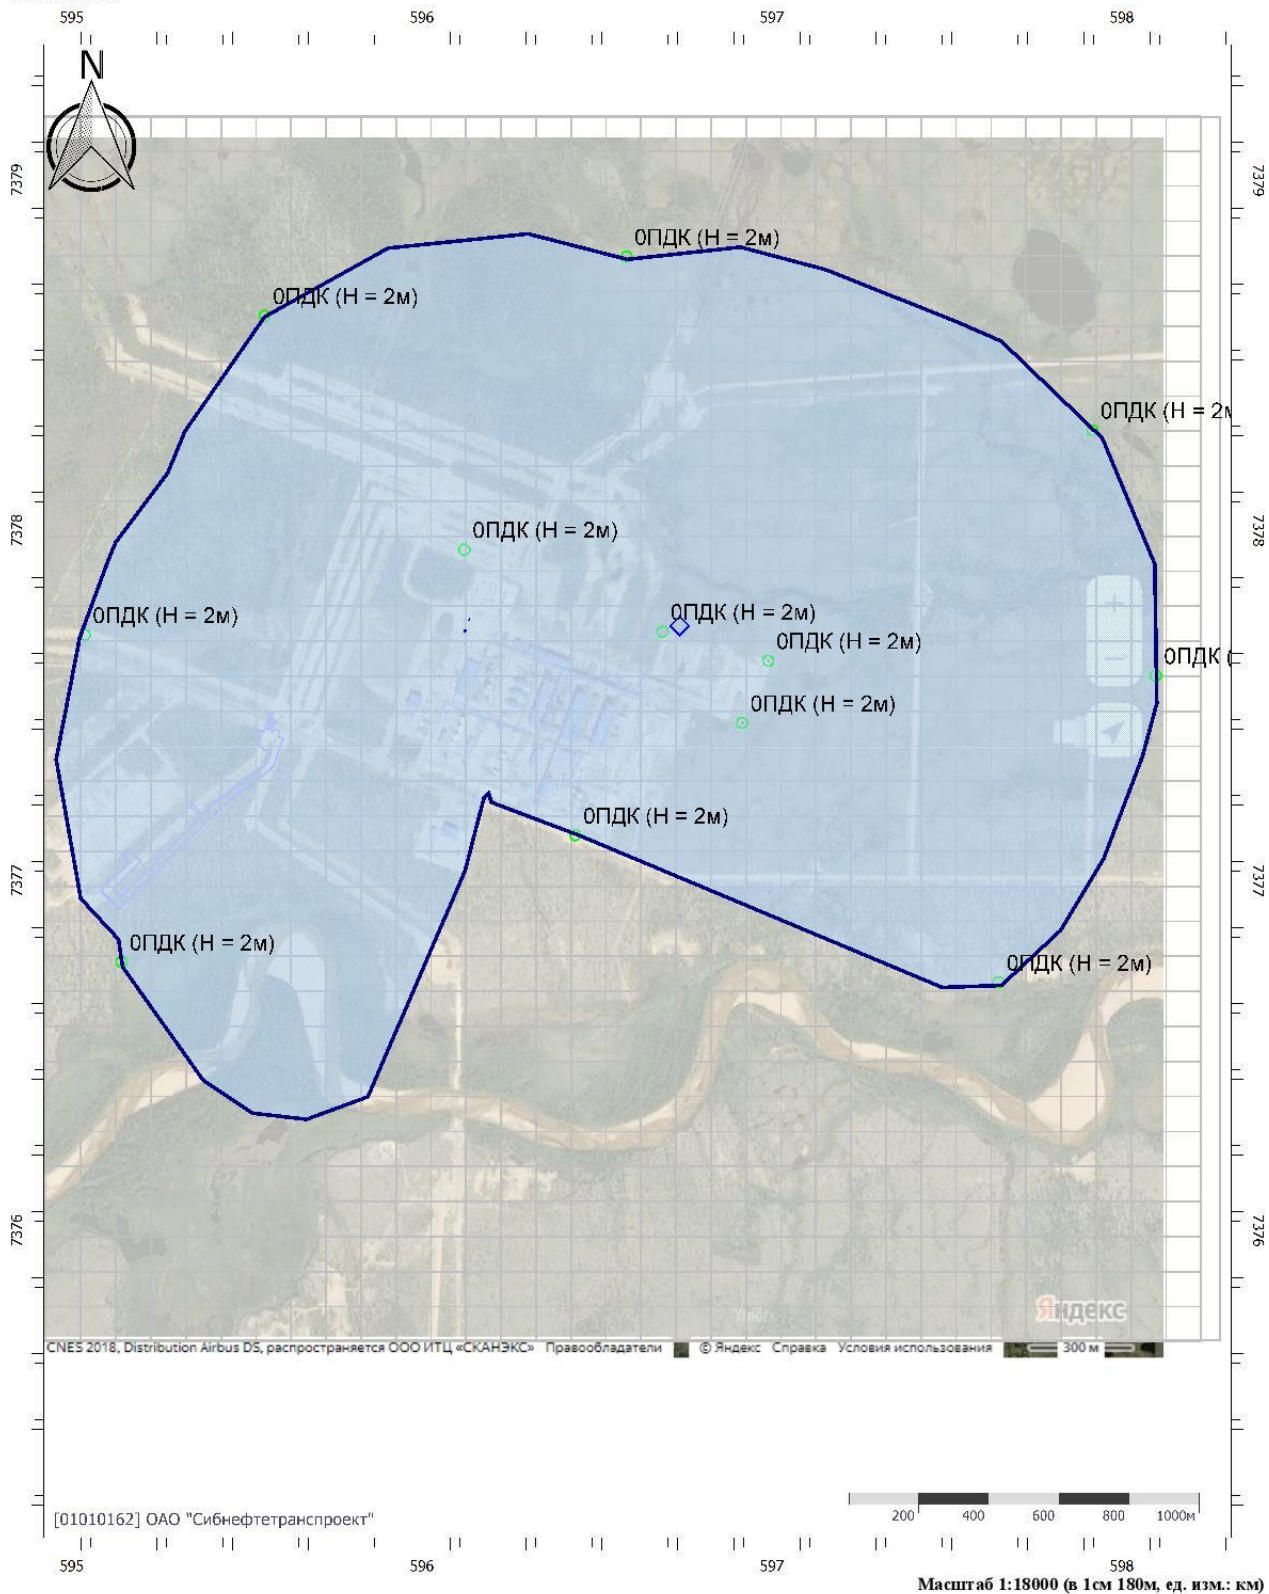 595 596 597 598
N
7379 7379
0ПДК (Н = 2м)
0ПДК (Н = 2м)
0ПДК (Н = 2м
7378 7378
0ПДК (Н = 2м)
0ПДК (Н = 2м)
0ПДК (Н = 2м)
0ПДК (Н = 2м)
0ПДК (
0ПДК (Н = 2м)
0ПДК (Н = 2м)
7377 7377
0ПДК (Н = 2м)
0ПДК (Н = 2м)
7376 7376
Яндекс
Yandex
CNES 2018, Distribution Airbus DS, распространяется ООО ИТЦ «СКАНЭКС» Правообладатели © Яндекс Справка Условия использования 300 м
[01010162] ОАО "Сибнефтетранспроект"
200 400 600 800 1000м
595 596 597 598
Масштаб 1:18000 (в 1см 180м, ед. изм.: км)